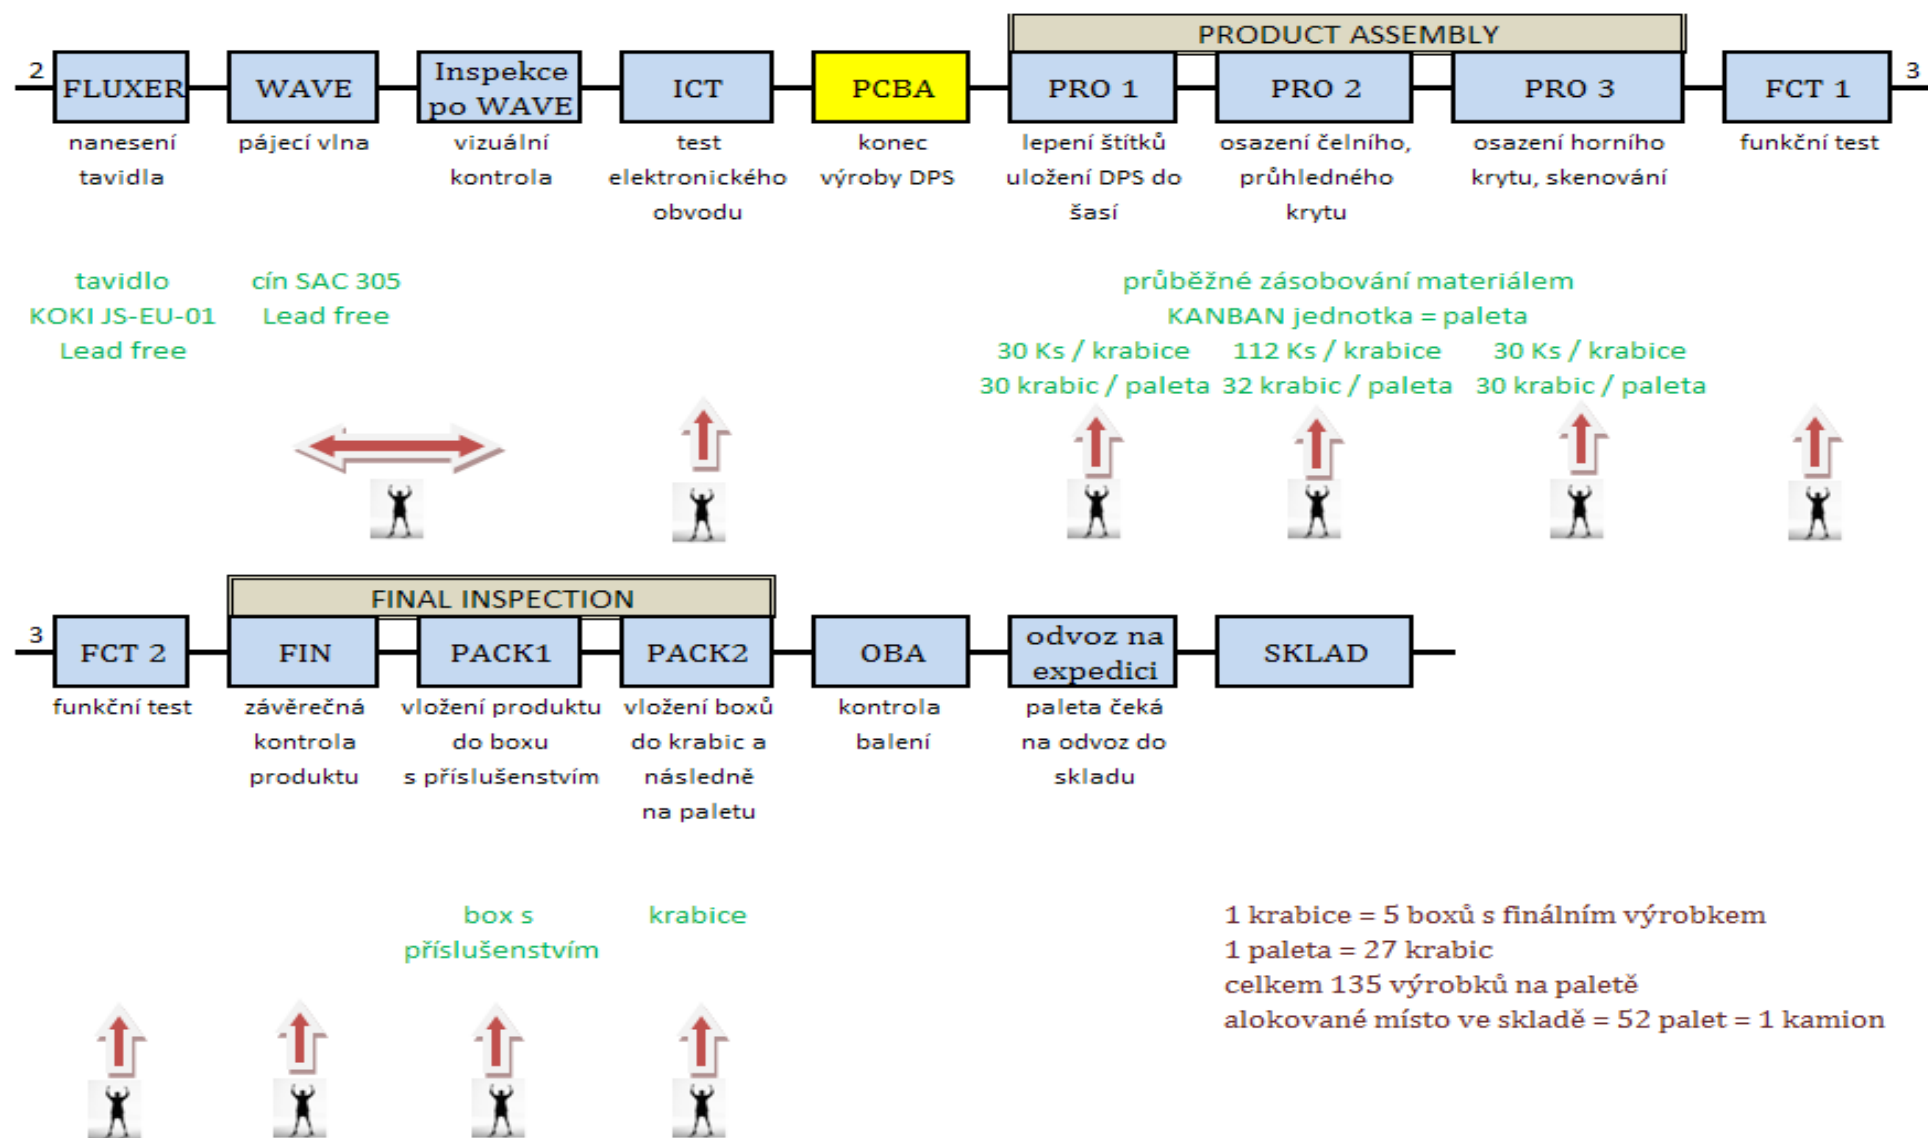 PRODUCT ASSEMBLY
2
FLUXER
WAVE
Inspekce
po WAVE
ICT
PCBA
PRO 1
PRO 2
PRO 3
FCT 1
3
nanesení
tavidla
pájecí vlna
vizuální
kontrola
test
elektronického
obvodu
konec
výroby DPS
lepení štítků
uložení DPS do
šasí
osazení čelního,
průhledného
krytu
osazení horního
krytu, skenování
funkční test
tavidlo
KOKI JS-EU-01
Lead free
cín SAC 305
Lead free
průběžné zásobování materiálem
KANBAN jednotka = paleta
30 Ks / krabice
30 krabic / paleta
112 Ks / krabice
32 krabic / paleta
30 Ks / krabice
30 krabic / paleta
FINAL INSPECTION
3
FCT 2
FIN
PACK1
PACK2
OBA
odvoz na
expedici
SKLAD
funkční test
závěrečná
kontrola
produktu
vložení produktu
do boxu
s příslušenstvím
vložení boxů
do krabic a
následně
na paletu
kontrola
balení
paleta čeká
na odvoz do
skladu
box s
příslušenstvím
krabice
1 krabice = 5 boxů s finálním výrobkem
1 paleta = 27 krabic
celkem 135 výrobků na paletě
alokované místo ve skladě = 52 palet = 1 kamion